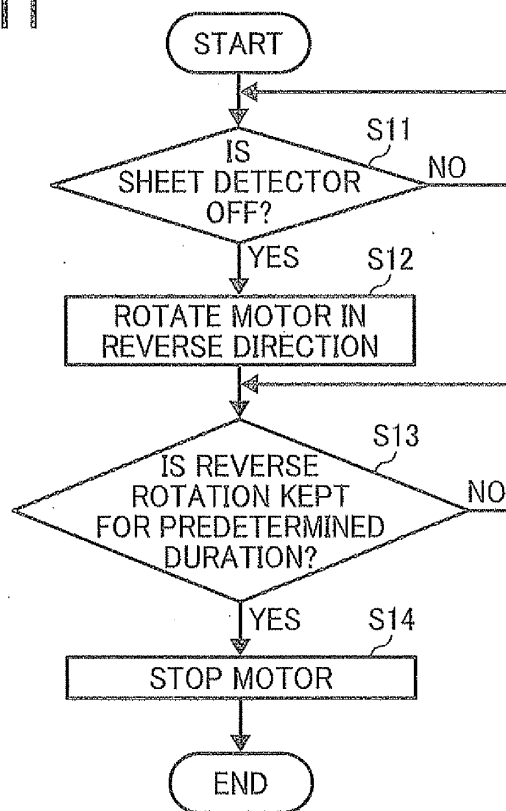 START
S11
IS
SHEET DETECTOR
OFF?
NO
YES
S12
ROTATE MOTOR IN
REVERSE DIRECTION
S13
IS REVERSE
ROTATION KEPT
FOR PREDETERMINED
DURATION?
NO
YES
S14
STOP MOTOR
END